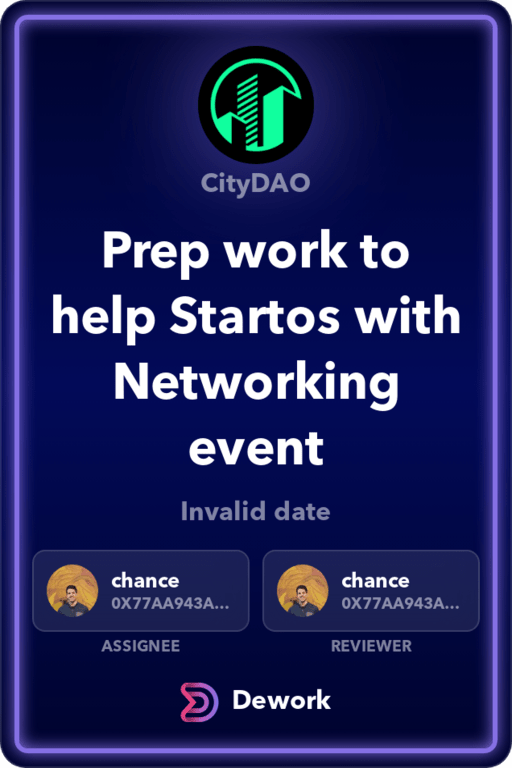 CityDAO
Prep work to
help Startos with
Networking
event
Invalid date
chance
0X77AA943A...
chance
0X77AA943A...
ASSIGNEE
REVIEWER
Dework